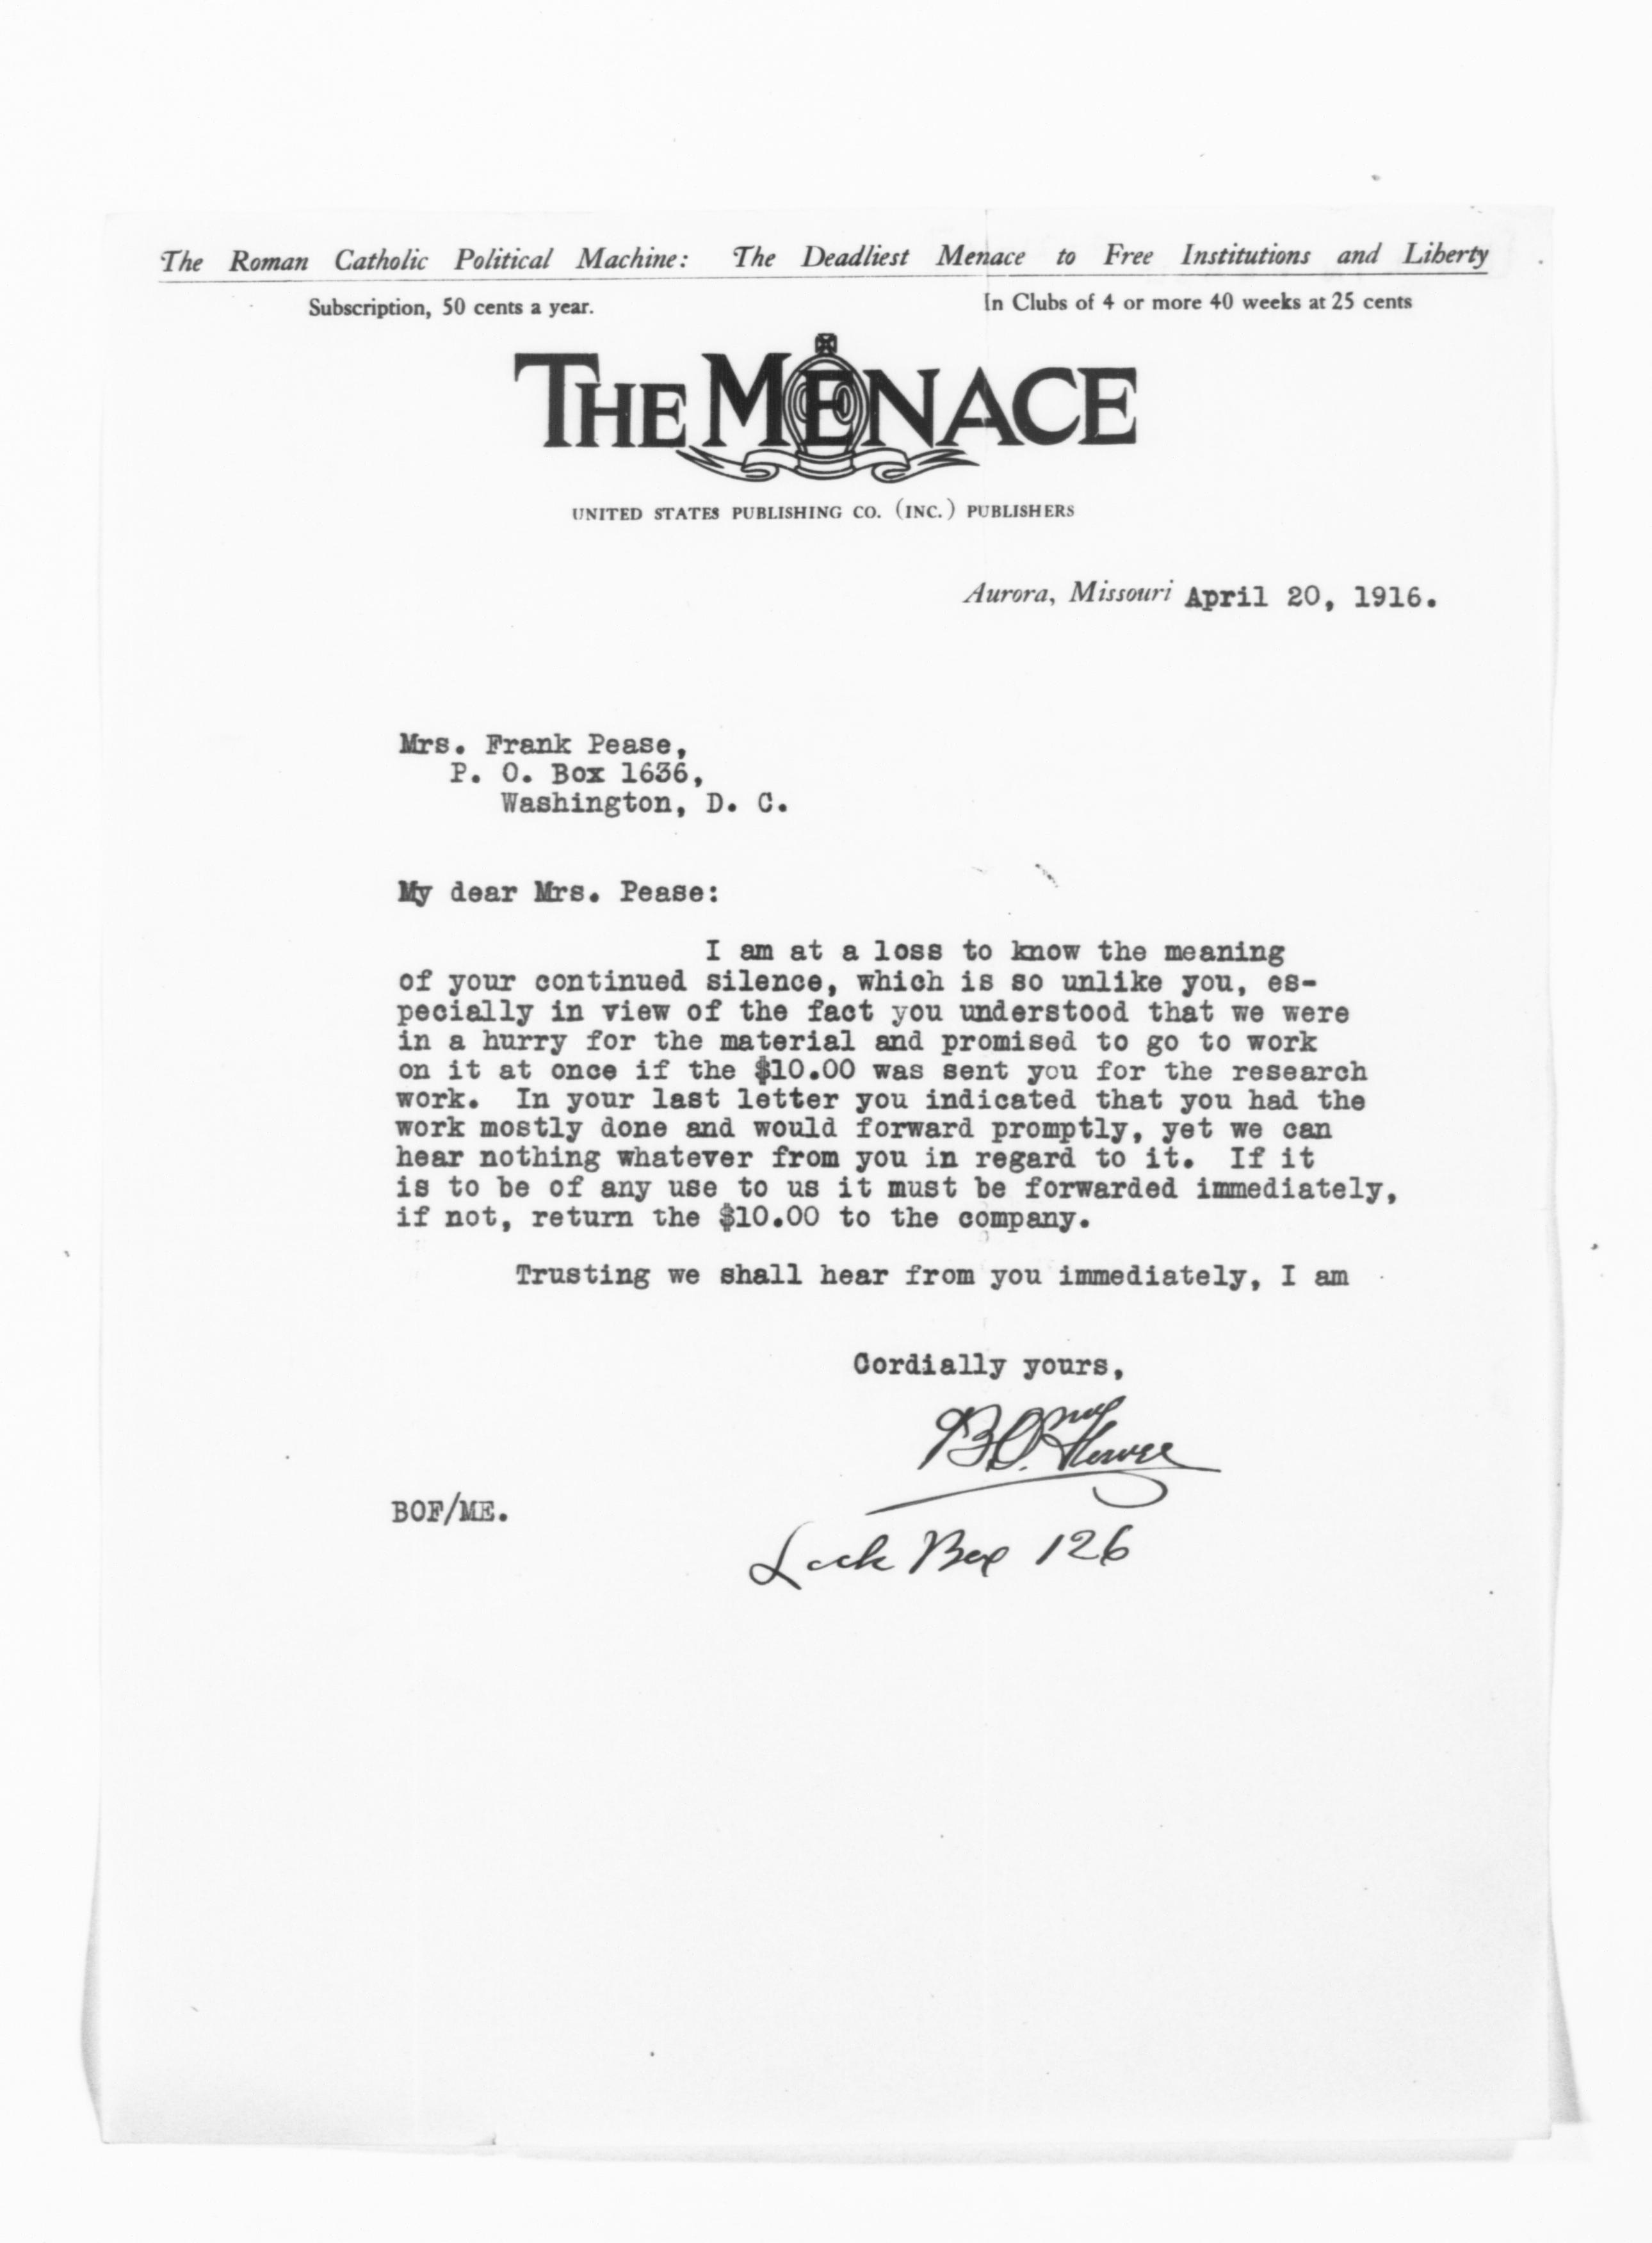 The Roman Catholic Political Machine: The Deadliest Menace to Free Institutions and Liberty
Subscription, 50 cents a year. In Clubs of 4 or more 40 weeks at 25 cents
THE MENACE
UNITED STATES PUBLISHING CO. (INC.) PUBLISHERS
Aurora, Missouri April 20, 1916.
Mrs. Frank Pease,
P. O. Box 1636,
Washington, D. C.
My dear Mrs. Pease:
I am at a loss to know the meaning
of your continued silence, which is so unlike you, es-
pecially in view of the fact you understood that we were
in a hurry for the material and promised to go to work
on it at once if the $10.00 was sent you for the research
work. In your last letter you indicated that you had the
work mostly done and would forward promptly, yet we can
hear nothing whatever from you in regard to it. If it
is to be of any use to us it must be forwarded immediately,
if not, return the $10.00 to the company.
Trusting we shall hear from you immediately, I am
Cordially yours,
B.O. Flower
BOF/ME.
Lock Box 126